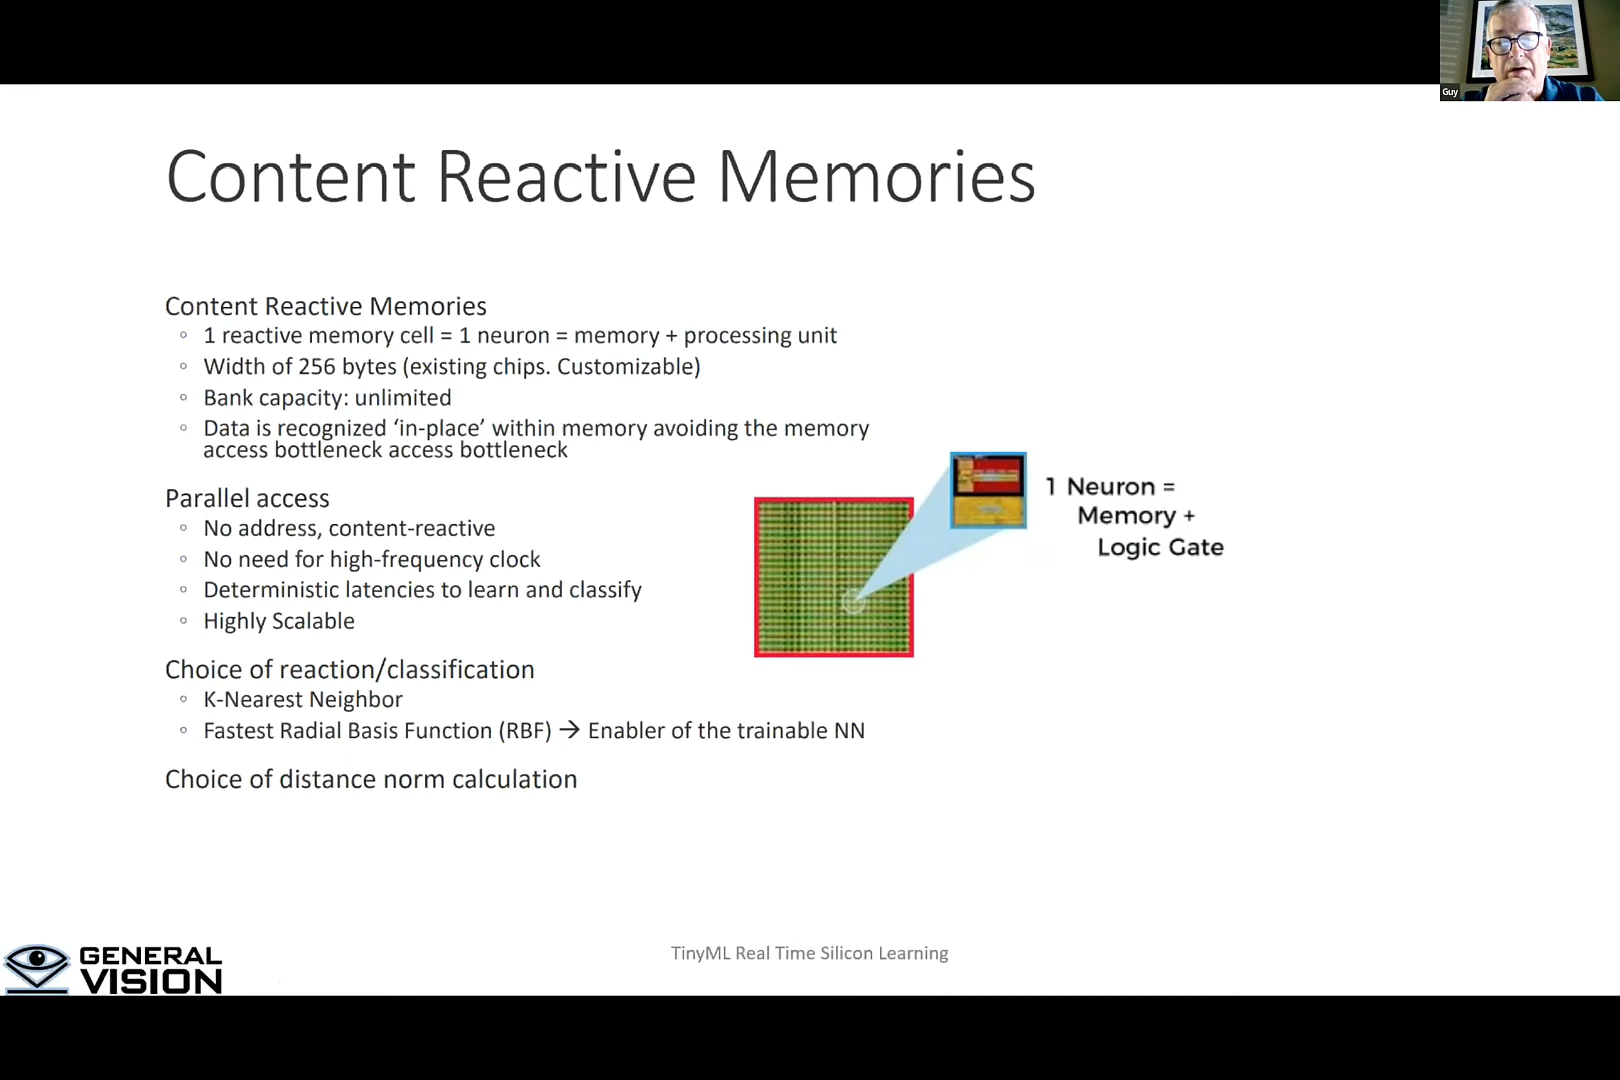 Guy
Content Reactive Memories
Content Reactive Memories
◦ 1 reactive memory cell = 1 neuron = memory + processing unit
◦ Width of 256 bytes (existing chips. Customizable)
◦ Bank capacity: unlimited
◦ Data is recognized ‘in-place’ within memory avoiding the memory
access bottleneck access bottleneck
Parallel access
◦ No address, content-reactive
◦ No need for high-frequency clock
◦ Deterministic latencies to learn and classify
◦ Highly Scalable
1 Neuron =
Memory +
Logic Gate
Choice of reaction/classification
◦ K-Nearest Neighbor
◦ Fastest Radial Basis Function (RBF) → Enabler of the trainable NN
Choice of distance norm calculation
GENERAL
VISION
TinyML Real Time Silicon Learning